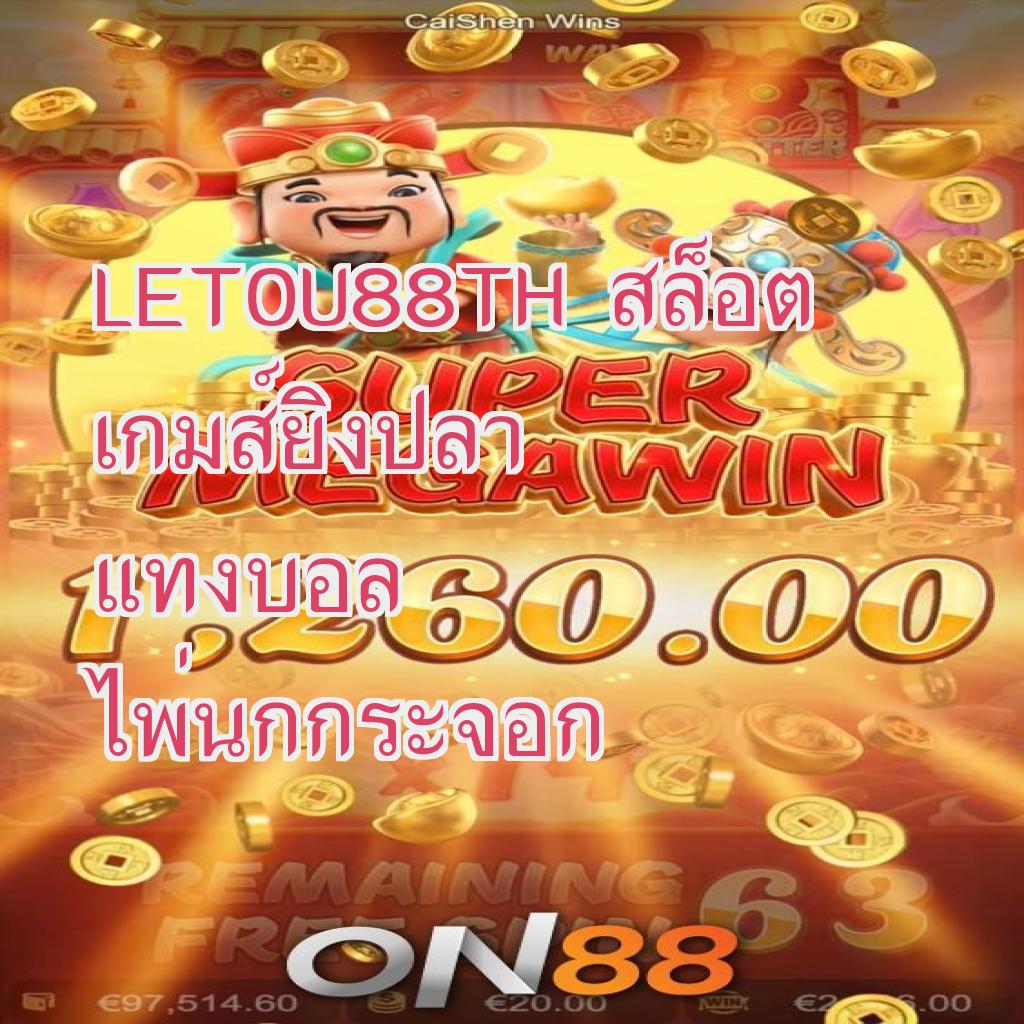 CaiShen Wins
LETOU88TH สล็อต
SUPER
เกมส์ยิงปลา
MEGAWIN
แทงบอล
1,260.00
ไพ่นกกระจอก
REMAINING
FREE SPIN 63
ON88
€97,514.60 €20.00 WIN